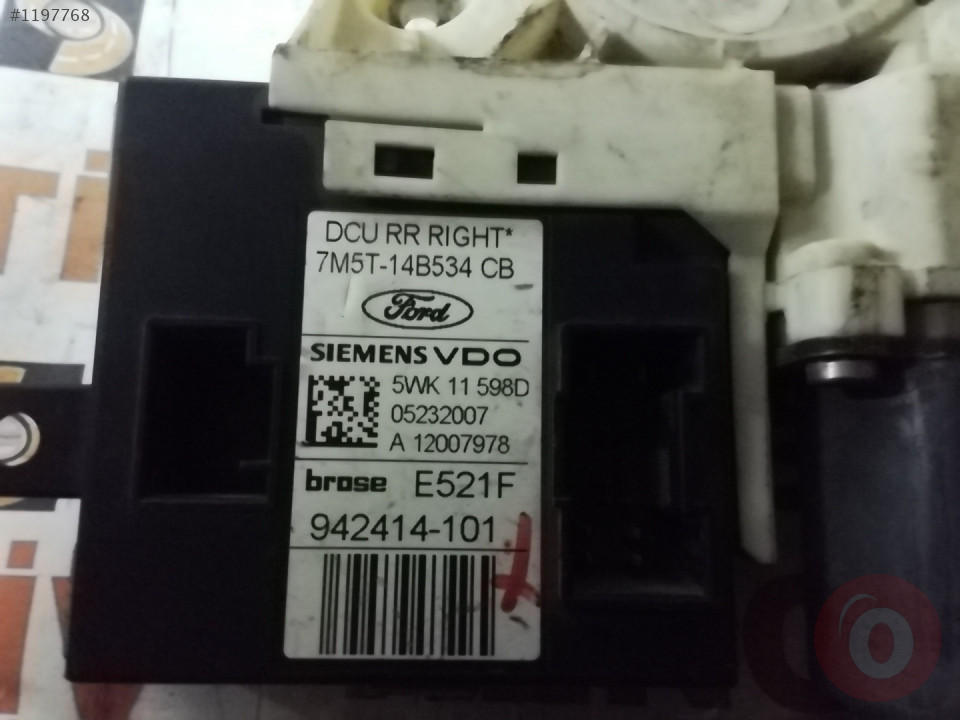 #1197768
DCU RR RIGHT*
7M5T-14B534 CB
Ford
SIEMENS VDO
5WK 11 598D
05232007
A 12007978
brose E521F
942414-101